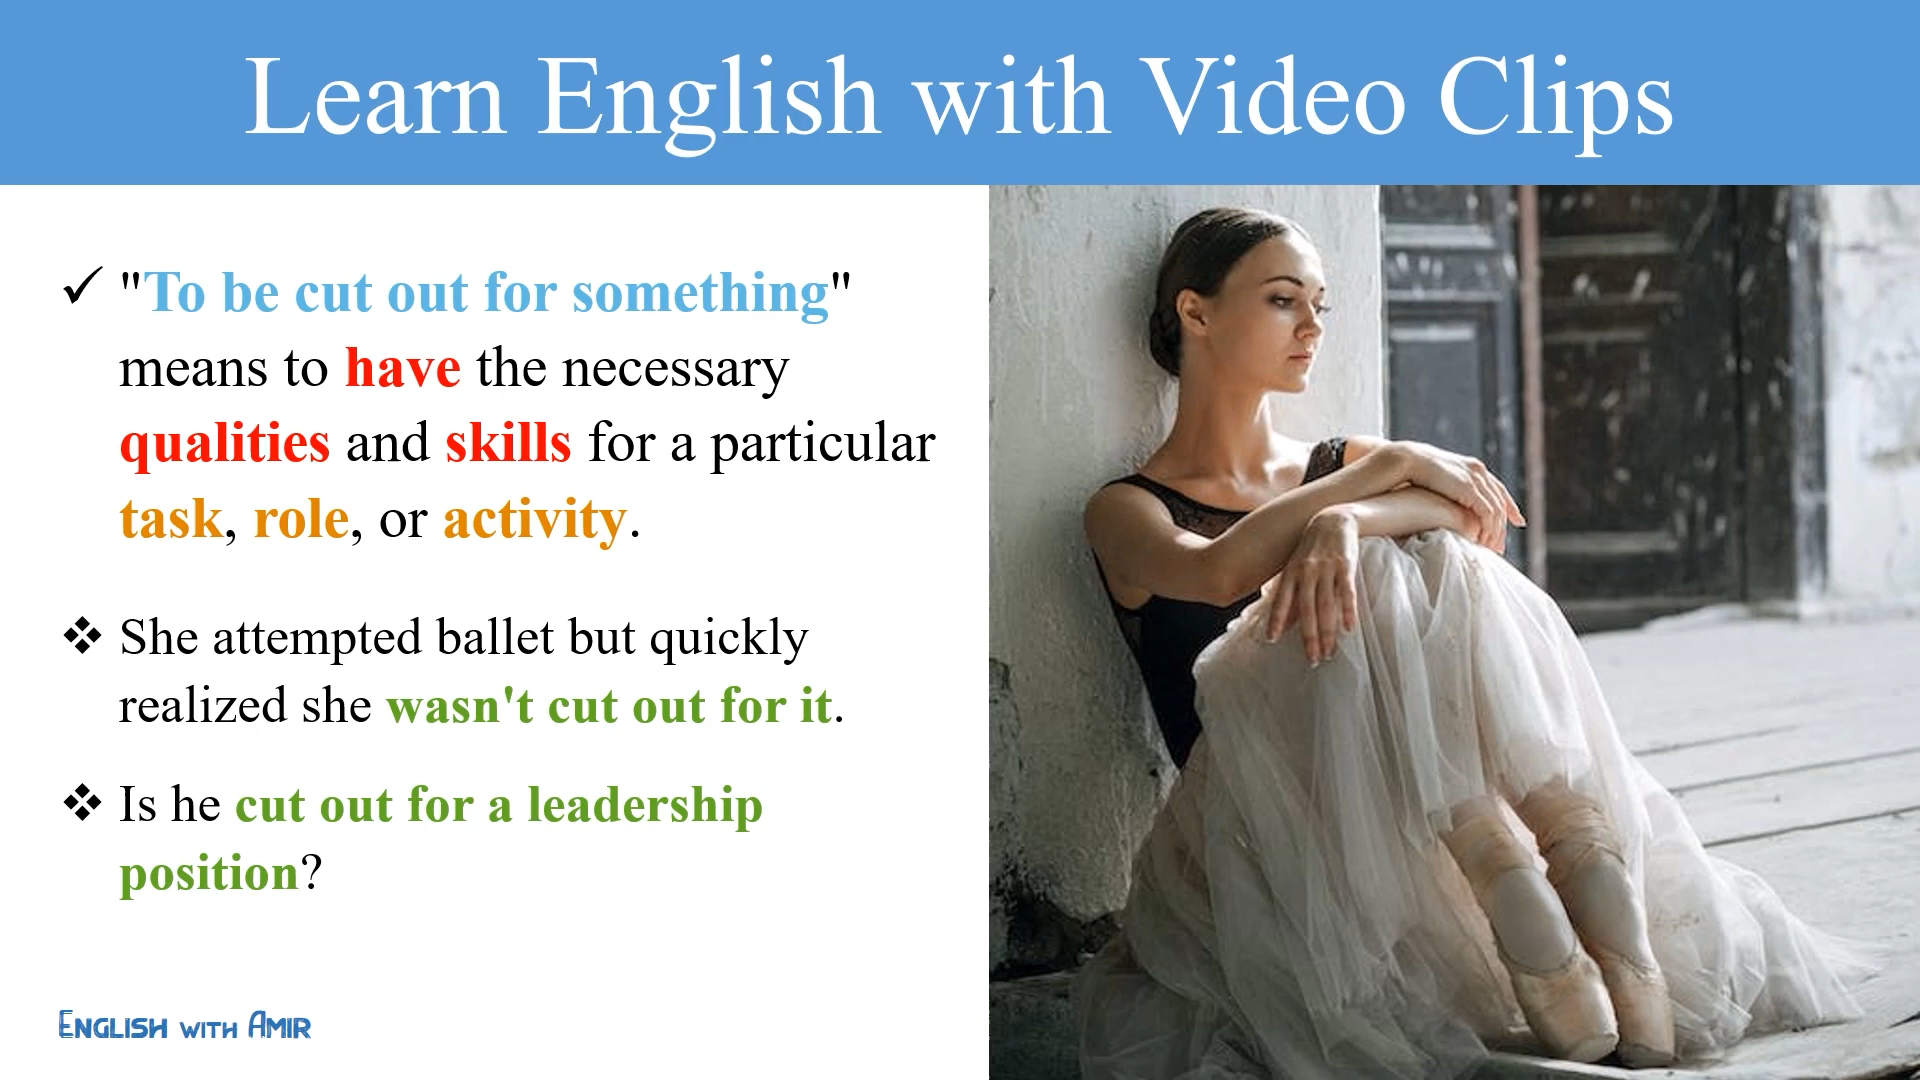 Learn English with Video Clips
✓ "To be cut out for something"
means to have the necessary
qualities and skills for a particular
task, role, or activity.
❖ She attempted ballet but quickly
realized she wasn't cut out for it.
❖ Is he cut out for a leadership
position?
ENGLISH WITH AMIR